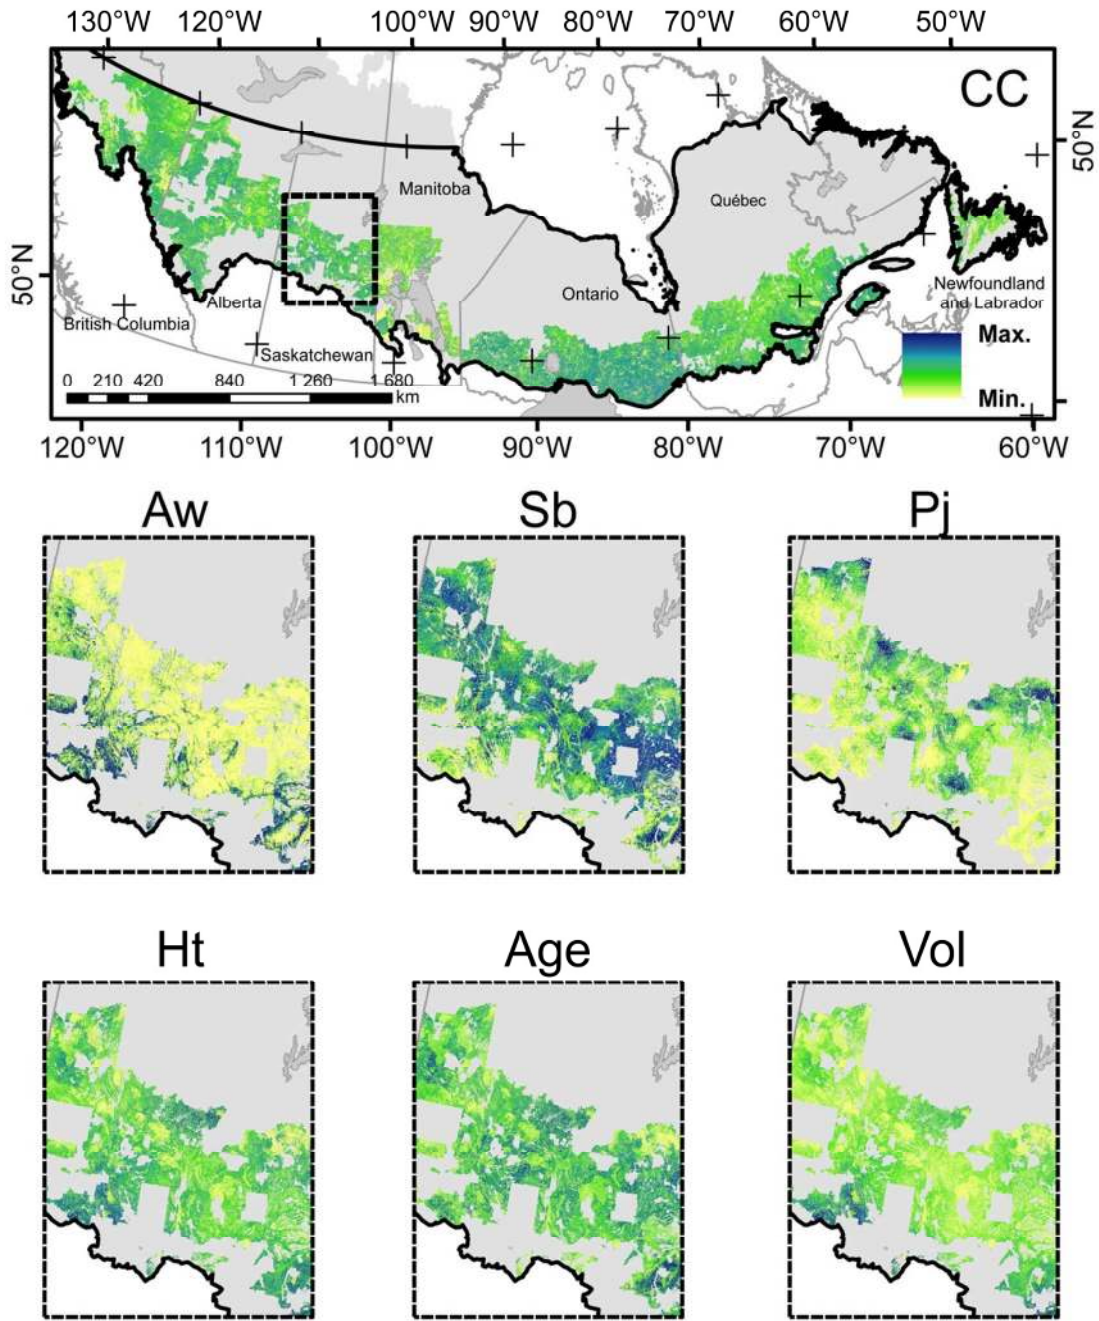 130°W 120°W 100°W 90°W 80°W 70°W 60°W 50°W
CC
50°N
50°N
Manitoba
Québec
Ontario
Alberta
Newfoundland
and Labrador
British Columbia
Saskatchewan
Max.
Min.
0 210 420 840 1 260 1 680
km
120°W 110°W 100°W 90°W 80°W 70°W 60°W
Aw Sb Pj
Ht Age Vol